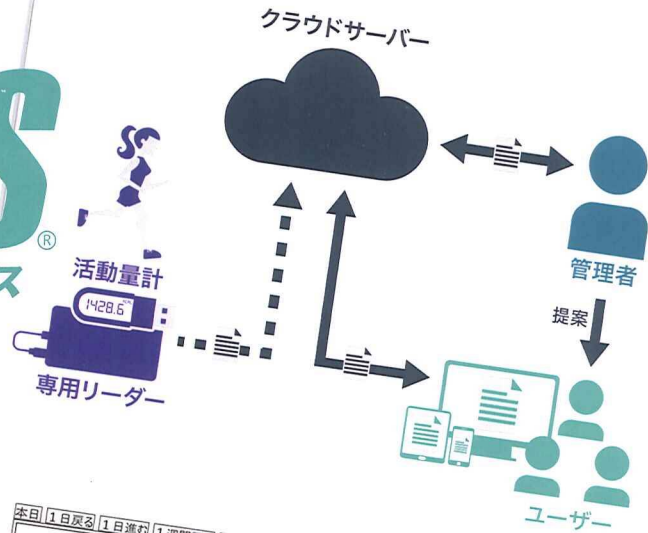 クラウドサーバー
S®
ス
活動量計
1428.6
専用リーダー
管理者
提案
ユーザー
本日 1日戻る 1日進む